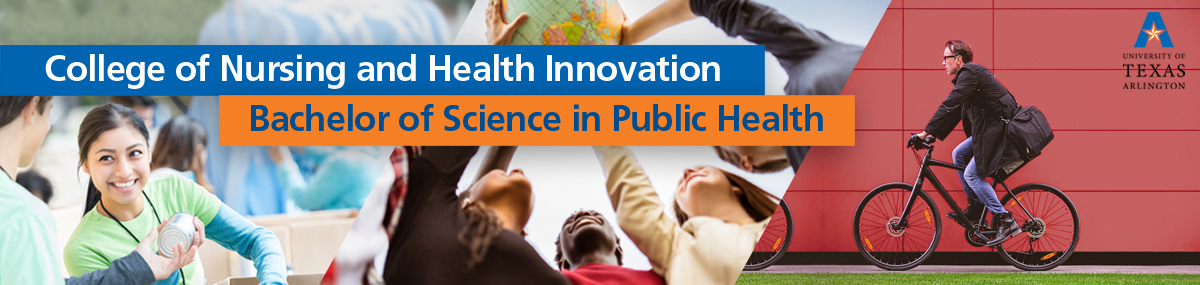 College of Nursing and Health Innovation
Bachelor of Science in Public Health
UNIVERSITY OF
TEXAS
ARLINGTON